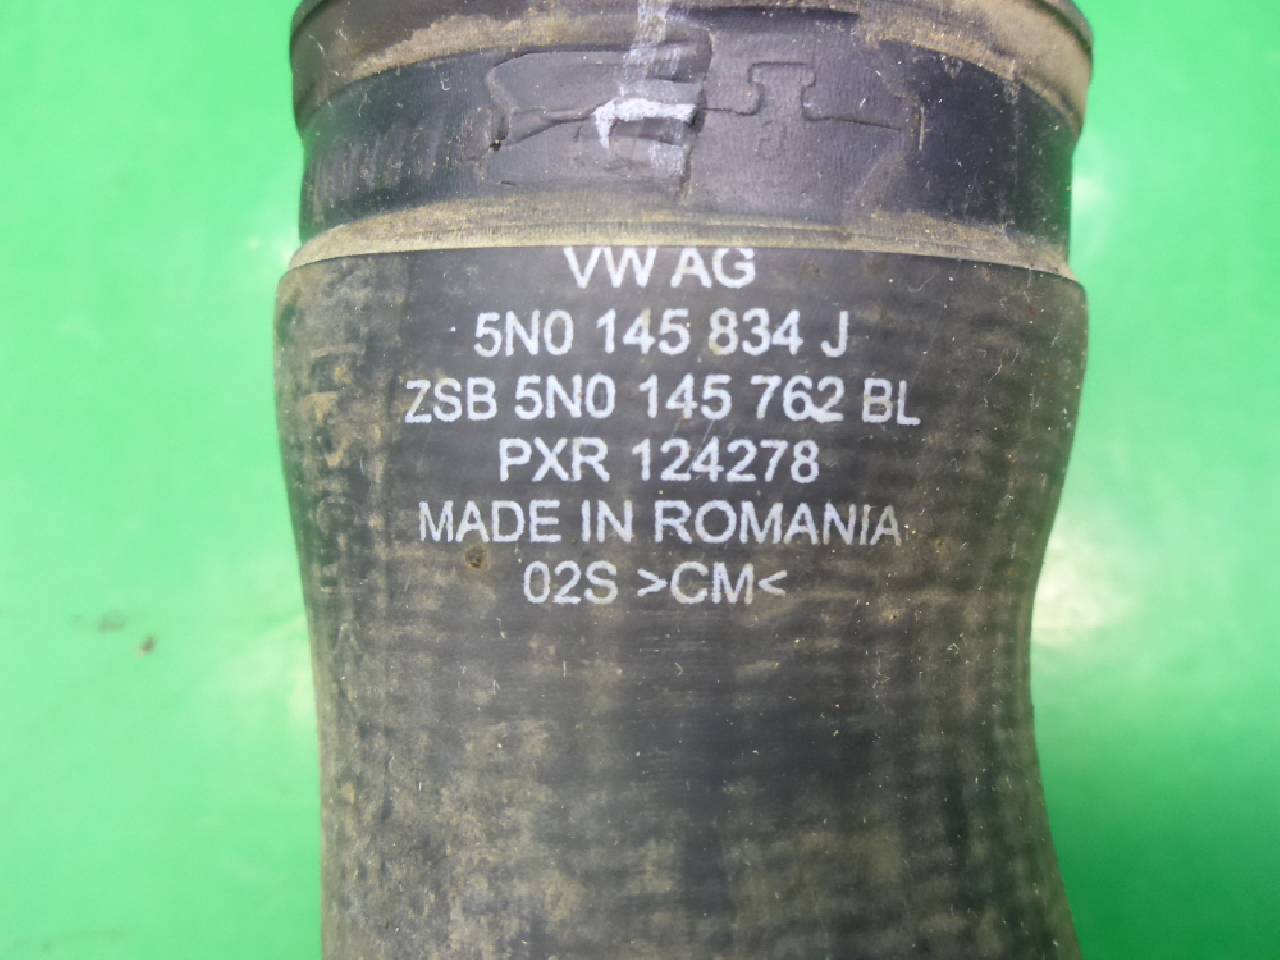 VW AG
5N0 145 834 J
ZSB 5N0 145 762 BL
PXR 124278
MADE IN ROMANIA
02S >CM<